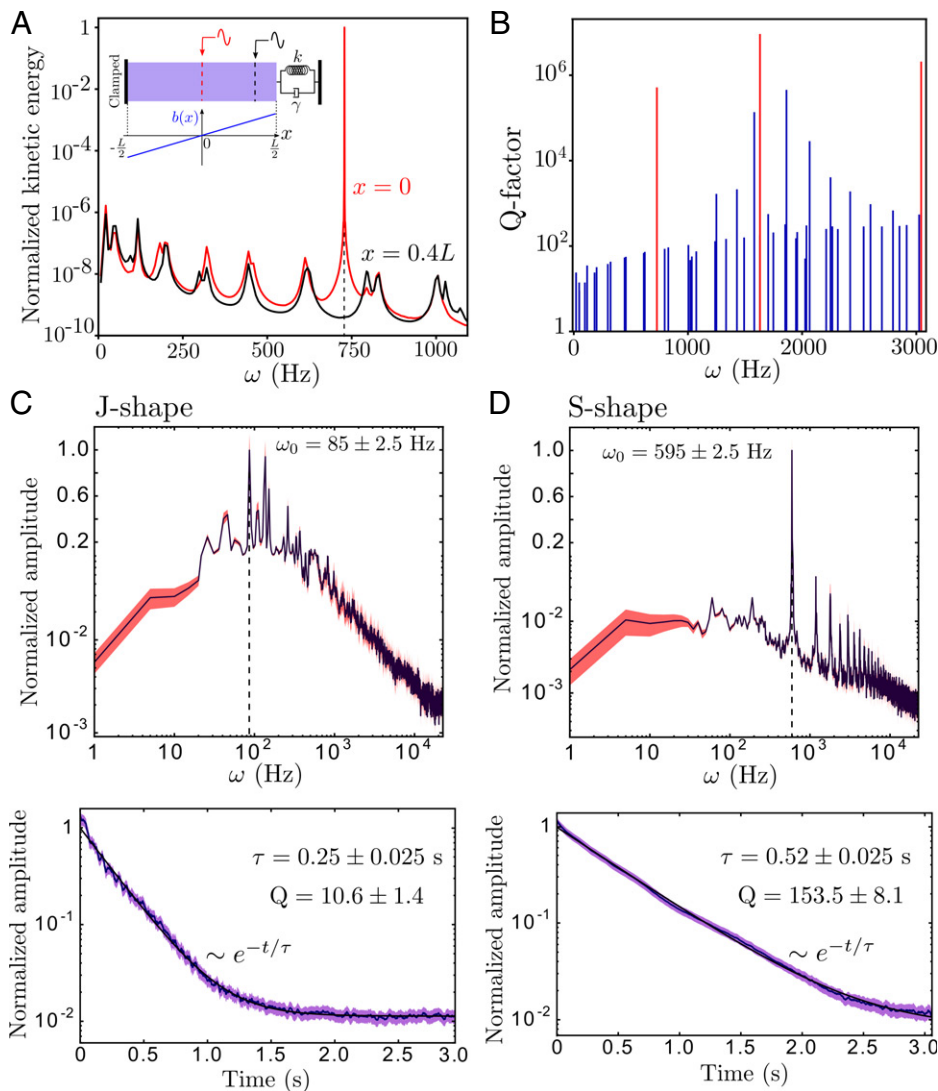 A
Normalized kinetic energy
1
10^-2
10^-4
10^-6
10^-8
10^-10
Clamped
k
γ
b(x)
-L/2
0
L/2
x
x = 0
x = 0.4L
0
250
500
750
1000
ω (Hz)
B
Q-factor
10^6
10^4
10^2
1
0
1000
2000
3000
ω (Hz)
C
J-shape
ω0 = 85 ± 2.5 Hz
Normalized amplitude
1.0
0.6
0.2
10^-2
10^-3
1
10
10^2
10^3
10^4
ω (Hz)
D
S-shape
ω0 = 595 ± 2.5 Hz
Normalized amplitude
1.0
0.6
0.2
10^-2
10^-3
1
10
10^2
10^3
10^4
ω (Hz)
Normalized amplitude
1
10^-1
10^-2
τ = 0.25 ± 0.025 s
Q = 10.6 ± 1.4
~ e^-t/τ
0
0.5
1.0
1.5
2.0
2.5
3.0
Time (s)
Normalized amplitude
1
10^-1
10^-2
τ = 0.52 ± 0.025 s
Q = 153.5 ± 8.1
~ e^-t/τ
0
0.5
1.0
1.5
2.0
2.5
3.0
Time (s)